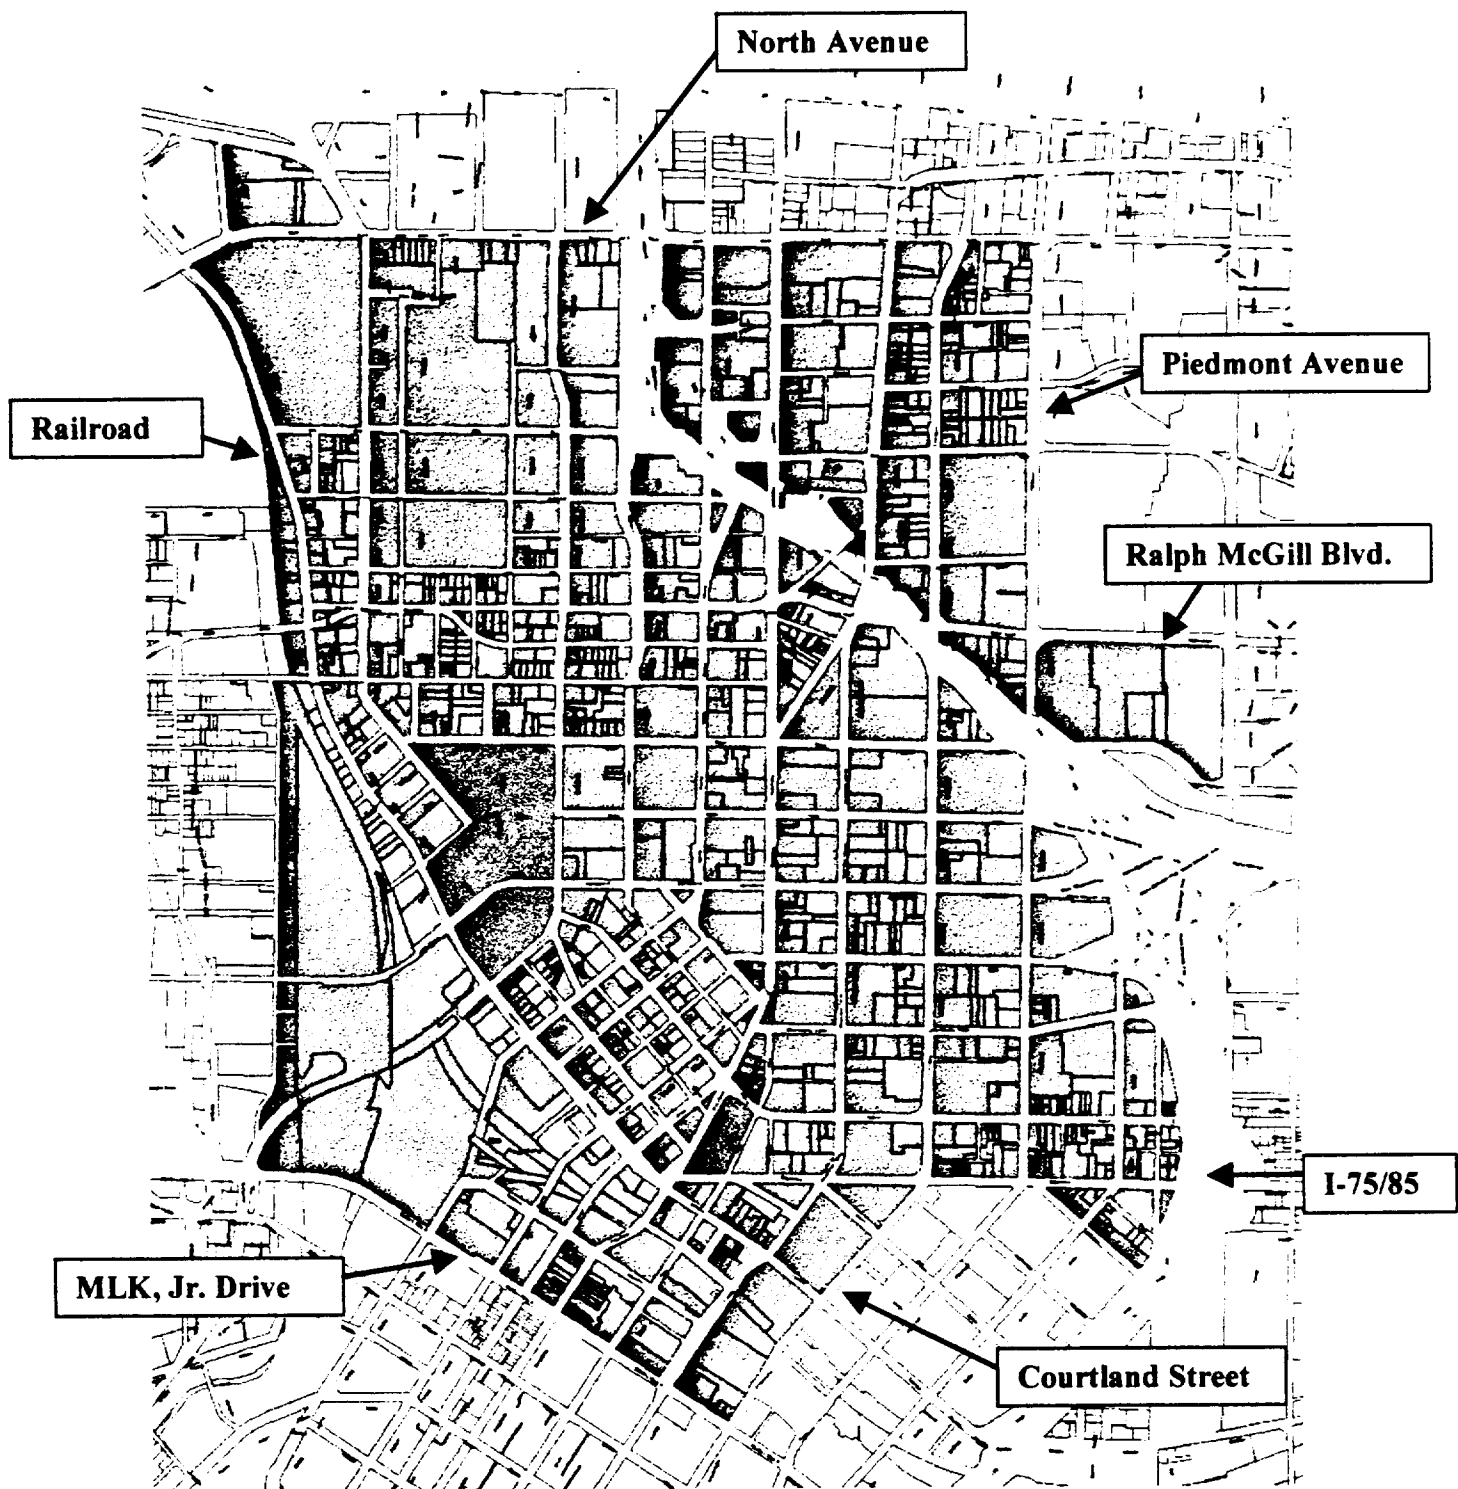 North Avenue
Piedmont Avenue
Railroad
Ralph McGill Blvd.
I-75/85
MLK, Jr. Drive
Courtland Street